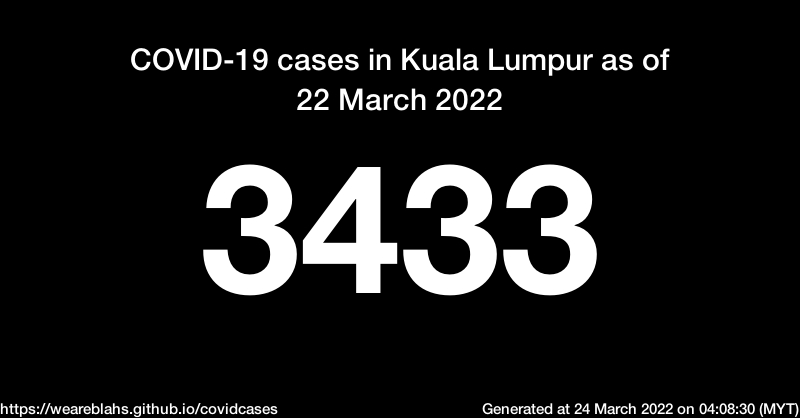 COVID-19 cases in Kuala Lumpur as of
22 March 2022
3433
https://weareblahs.github.io/covidcases
Generated at 24 March 2022 on 04:08:30 (MYT)